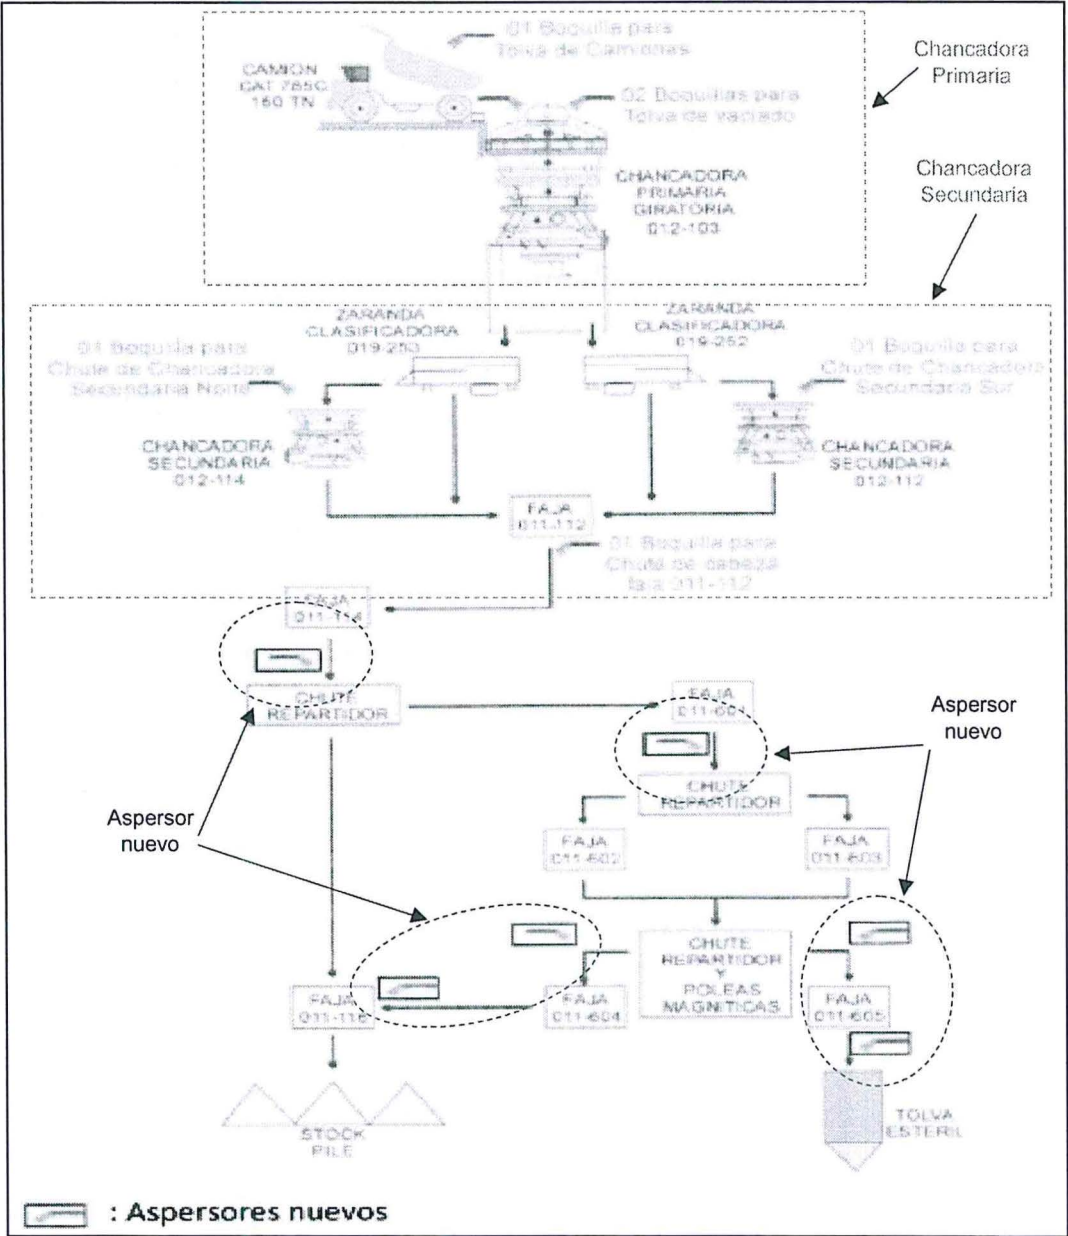 01 Boquilla para
Tolva de Camiones
Chancadora
Primaria
CAMION
CAT 785C
160 TN
02 Boquillas para
Tolva de vaciado
CHANCADORA
PRIMARIA
GIRATORIA
012-103
Chancadora
Secundaria
ZARANDA
CLASIFICADORA
ZARANDA
CLASIFICADORA
019-252
01 Boquilla para
Chute de Chancadora
Secundaria Norte
01 Boquilla para
Chute de Chancadora
Secundaria Sur
CHANCADORA
SECUNDARIA
012-114
CHANCADORA
SECUNDARIA
012-112
FAJA
011-112
01 Boquilla para
Chute de cabeza
faja 011-112
FAJA
011-114
CHUTE
REPARTIDOR
FAJA
011-601
Aspersor
nuevo
CHUTE
REPARTIDOR
Aspersor
nuevo
FAJA
011-602
FAJA
011-603
CHUTE
REPARTIDOR
Y
POLEAS
MAGNITICAS
FAJA
011-116
FAJA
011-604
FAJA
011-605
STOCK
PILE
TOLVA
ESTERIL
: Aspersores nuevos